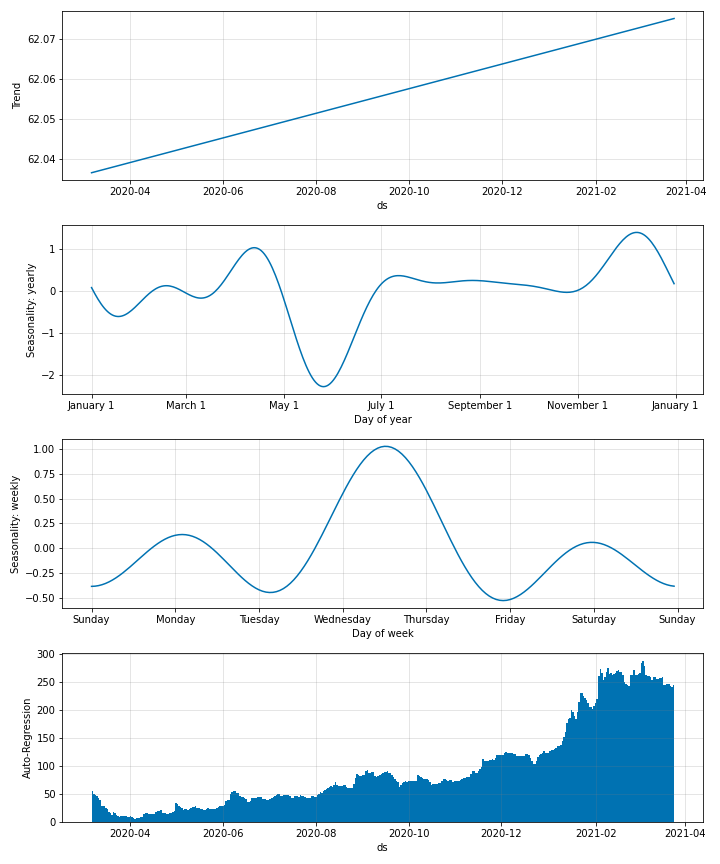 62.07
62.06
62.05
62.04
Trend
2020-04 2020-06 2020-08 2020-10 2020-12 2021-02 2021-04
ds
1
0
−1
−2
Seasonality: yearly
January 1 March 1 May 1 July 1 September 1 November 1 January 1
Day of year
1.00
0.75
0.50
0.25
0.00
−0.25
−0.50
Seasonality: weekly
Sunday Monday Tuesday Wednesday Thursday Friday Saturday Sunday
Day of week
300
250
200
150
100
50
0
Auto-Regression
2020-04 2020-06 2020-08 2020-10 2020-12 2021-02 2021-04
ds